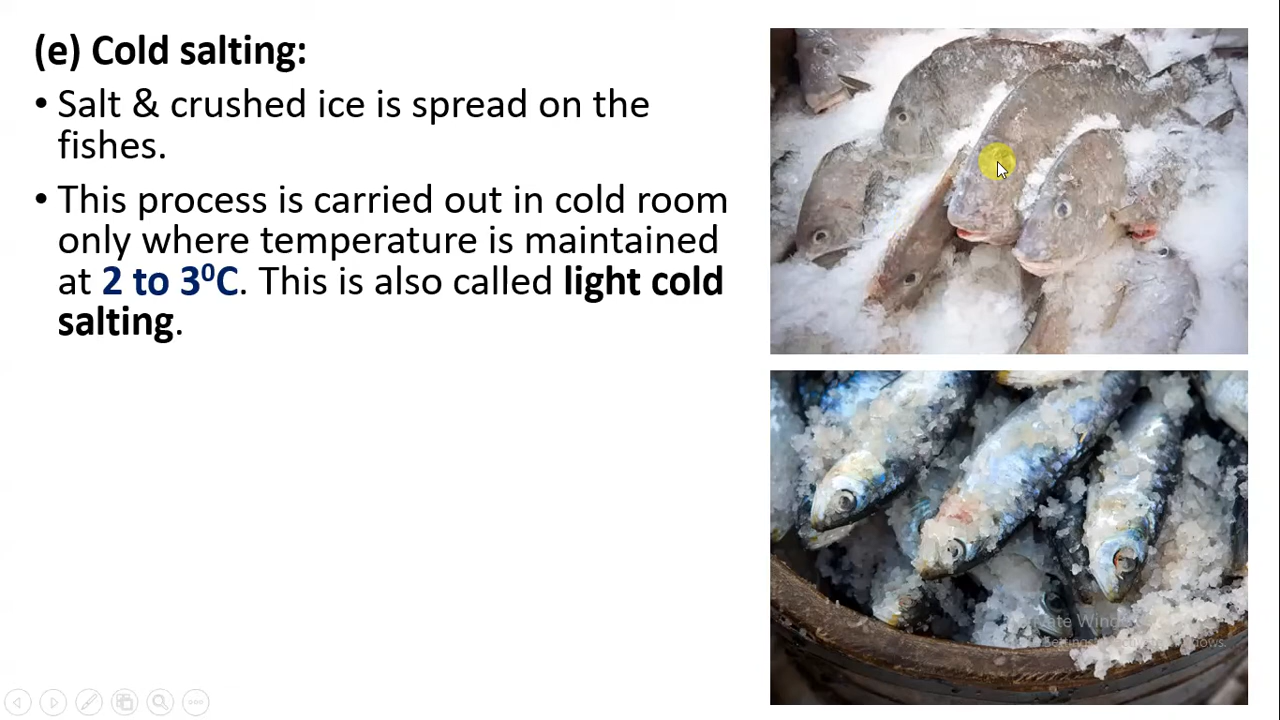 (e) Cold salting:
• Salt & crushed ice is spread on the
fishes.
• This process is carried out in cold room
only where temperature is maintained
at 2 to 3⁰C. This is also called light cold
salting.